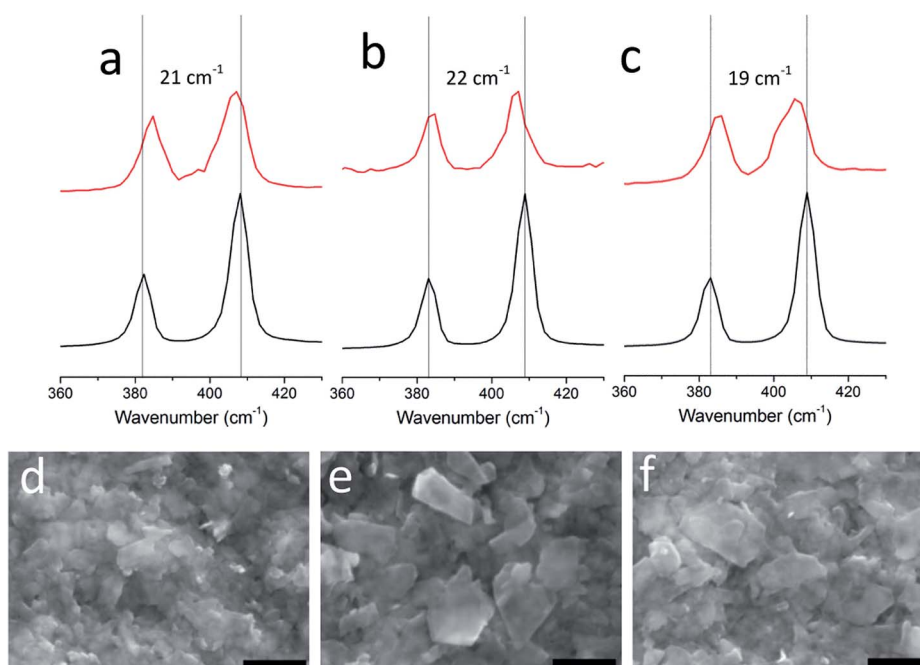 a b c
21 cm-1 22 cm-1 19 cm-1
360 380 400 420 360 380 400 420 360 380 400 420
Wavenumber (cm-1) Wavenumber (cm-1) Wavenumber (cm-1)
d e f